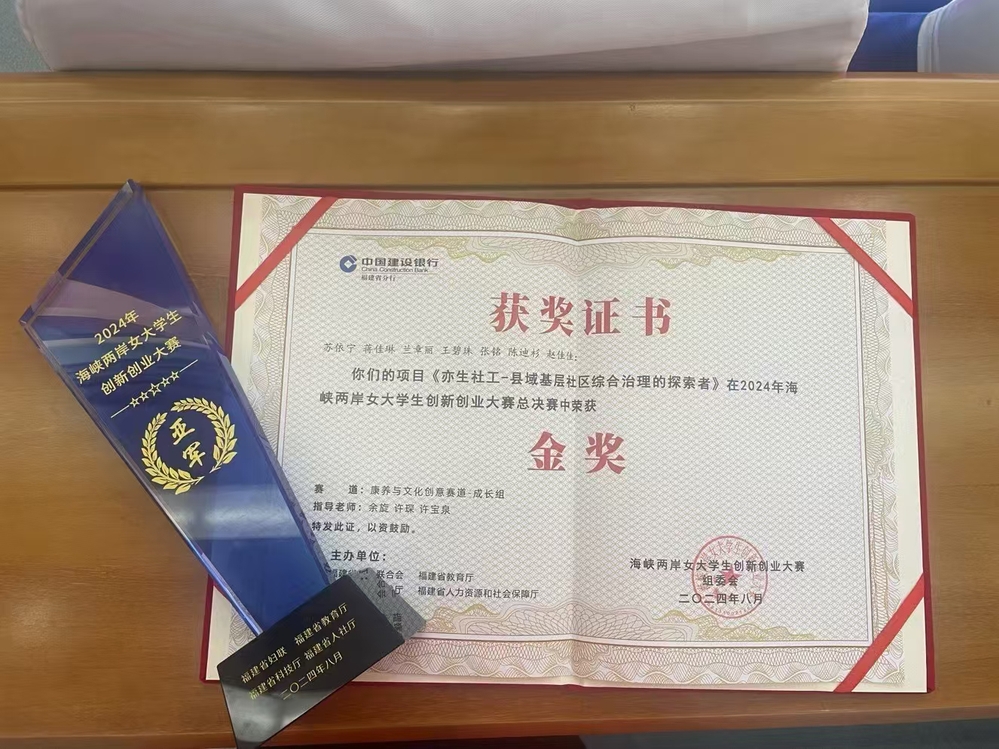 2024年
海峡两岸女大学生
创新创业大赛
亚军
福建省妇联 福建省教育厅
福建省科技厅 福建省人社厅
二〇二四年八月
中国建设银行
China Construction Bank
福建省分行
获奖证书
苏依宁 蒋佳琳 兰章丽 王碧珠 张铭 陈迪杉 赵佳佳:
你们的项目《亦生社工-县域基层社区综合治理的探索者》在2024年海
峡两岸女大学生创新创业大赛总决赛中荣获
金奖
赛 道：康养与文化创意赛道-成长组
指导老师：余旋 许琛 许宝泉
特发此证，以资鼓励。
主办单位：
联合会 福建省教育厅
厅 福建省人力资源和社会保障厅
海峡两岸女大学生创新创业大赛
组委会
二〇二四年八月